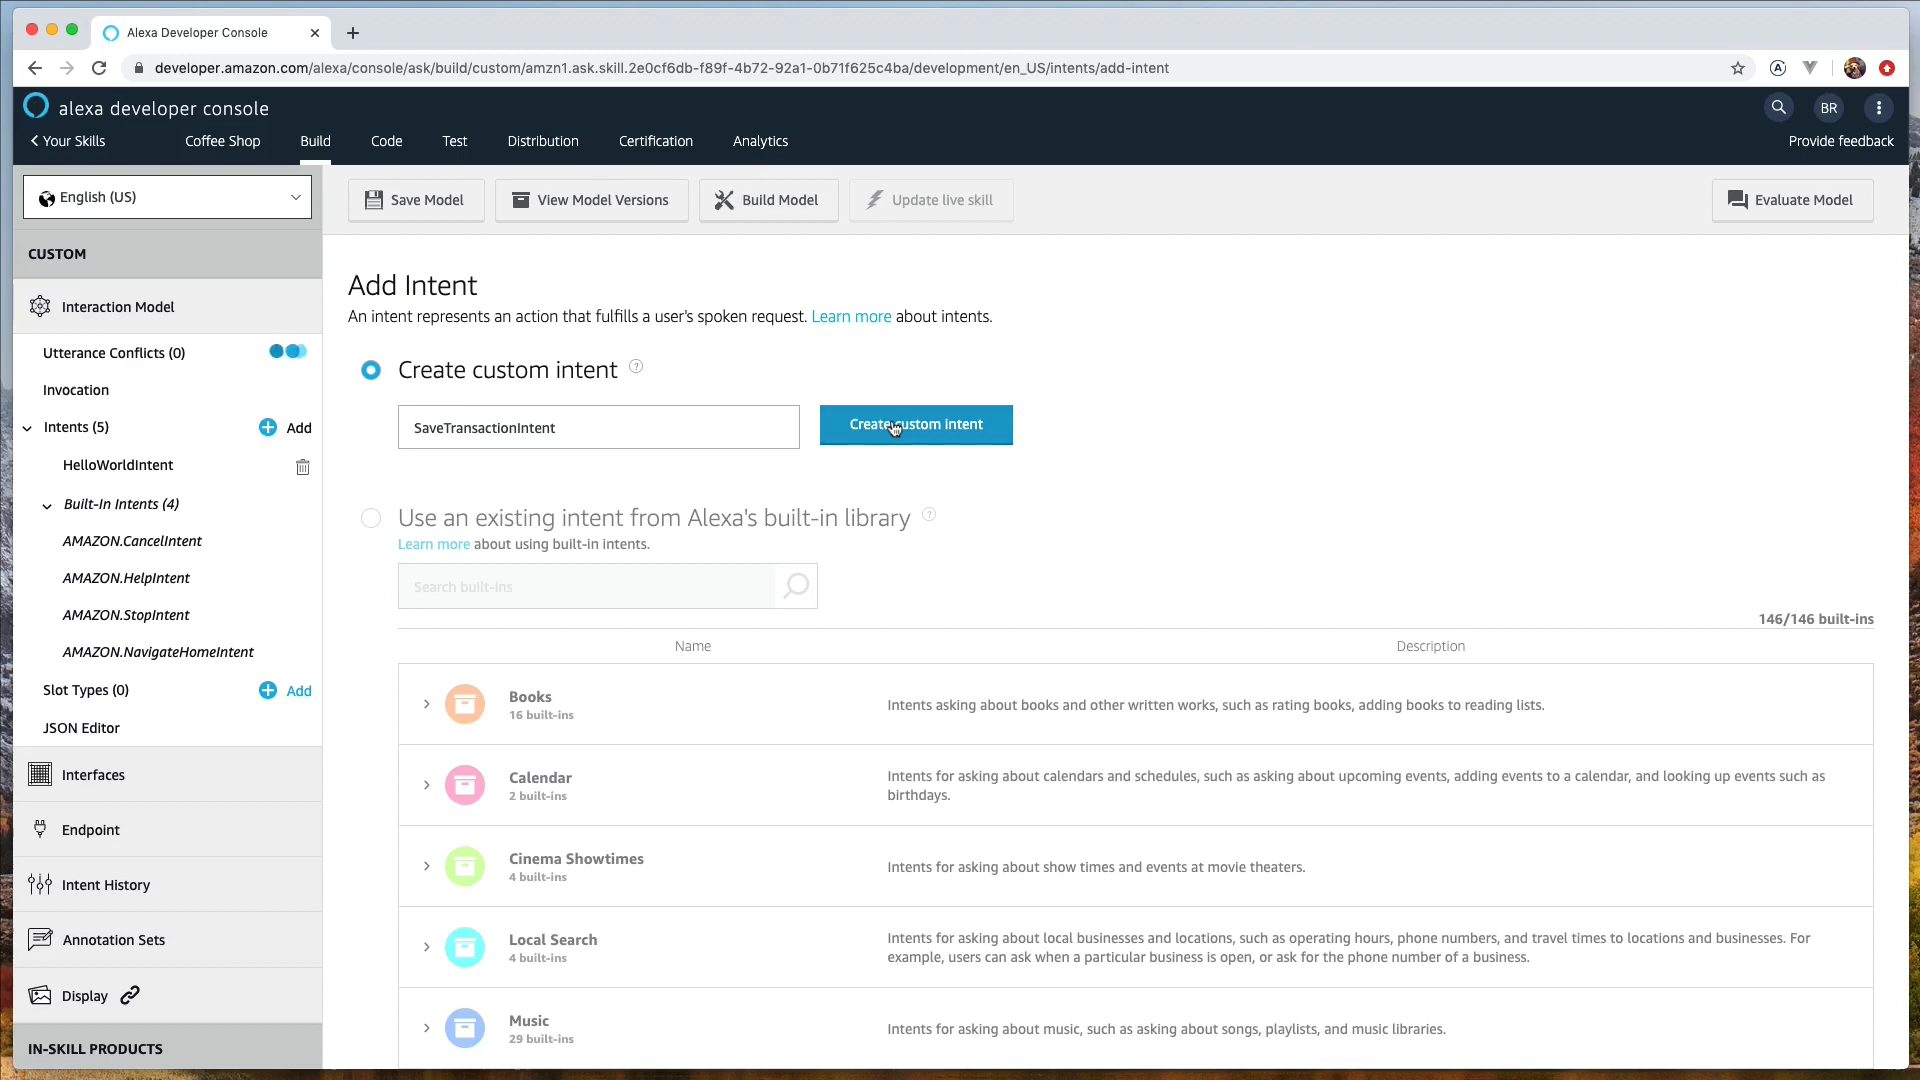 Alexa Developer Console
developer.amazon.com/alexa/console/ask/build/custom/amzn1.ask.skill.2e0cf6db-f89f-4b72-92a1-0b71f625c4ba/development/en_US/intents/add-intent
alexa developer console
BR
Your Skills
Coffee Shop
Build
Code
Test
Distribution
Certification
Analytics
Provide feedback
English (US)
Save Model
View Model Versions
Build Model
Update live skill
Evaluate Model
CUSTOM
Interaction Model
Utterance Conflicts (0)
Invocation
Intents (5)
Add
HelloWorldIntent
Built-In Intents (4)
AMAZON.CancelIntent
AMAZON.HelpIntent
AMAZON.StopIntent
AMAZON.NavigateHomeIntent
Slot Types (0)
Add
JSON Editor
Interfaces
Endpoint
Intent History
Annotation Sets
Display
IN-SKILL PRODUCTS
Add Intent
An intent represents an action that fulfills a user's spoken request. Learn more about intents.
Create custom intent
?
SaveTransactionIntent
Create custom intent
Use an existing intent from Alexa's built-in library
?
Learn more about using built-in intents.
Search built-ins
146/146 built-ins
Name
Description
Books
16 built-ins
Intents asking about books and other written works, such as rating books, adding books to reading lists.
Calendar
2 built-ins
Intents for asking about calendars and schedules, such as asking about upcoming events, adding events to a calendar, and looking up events such as
birthdays.
Cinema Showtimes
4 built-ins
Intents for asking about show times and events at movie theaters.
Local Search
4 built-ins
Intents for asking about local businesses and locations, such as operating hours, phone numbers, and travel times to locations and businesses. For
example, users can ask when a particular business is open, or ask for the phone number of a business.
Music
29 built-ins
Intents for asking about music, such as asking about songs, playlists, and music libraries.